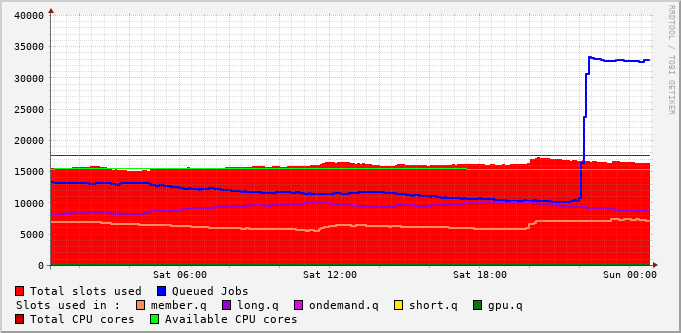 40000
35000
30000
25000
20000
15000
10000
5000
0
Sat 06:00 Sat 12:00 Sat 18:00 Sun 00:00
Total slots used Queued Jobs
Slots used in : member.q long.q ondemand.q short.q gpu.q
Total CPU cores Available CPU cores
RRDTOOL / TOBI OETIKER